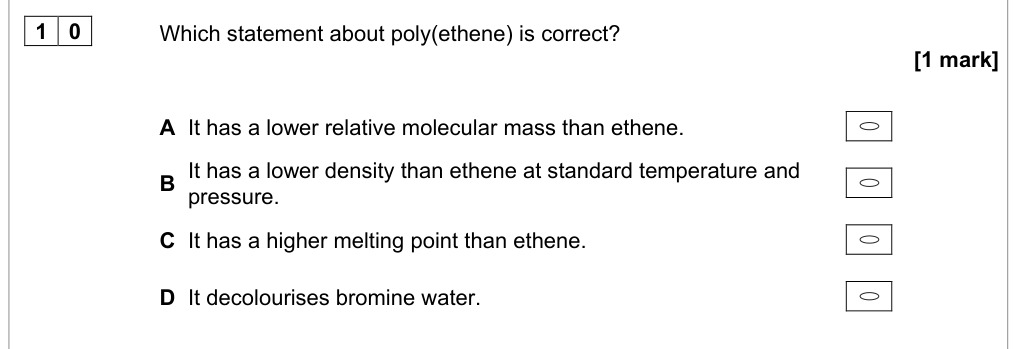 1 0 Which statement about poly(ethene) is correct?
[1 mark]
A It has a lower relative molecular mass than ethene.
B It has a lower density than ethene at standard temperature and
pressure.
C It has a higher melting point than ethene.
D It decolourises bromine water.